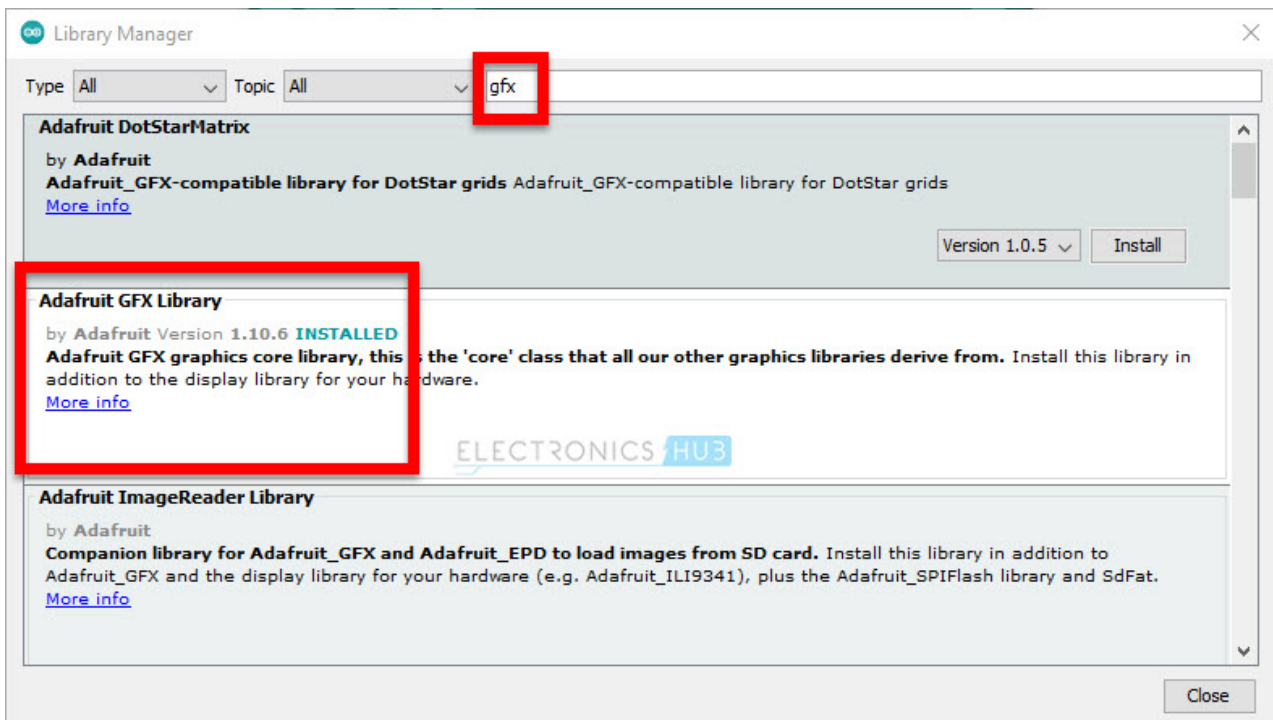 Library Manager
Type All Topic All gfx
Adafruit DotStarMatrix
by Adafruit
Adafruit_GFX-compatible library for DotStar grids Adafruit_GFX-compatible library for DotStar grids
More info
Version 1.0.5 Install
Adafruit GFX Library
by Adafruit Version 1.10.6 INSTALLED
Adafruit GFX graphics core library, this is the 'core' class that all our other graphics libraries derive from. Install this library in
addition to the display library for your hardware.
More info
ELECTRONICS HUB
Adafruit ImageReader Library
by Adafruit
Companion library for Adafruit_GFX and Adafruit_EPD to load images from SD card. Install this library in addition to
Adafruit_GFX and the display library for your hardware (e.g. Adafruit_ILI9341), plus the Adafruit_SPIFlash library and SdFat.
More info
Close